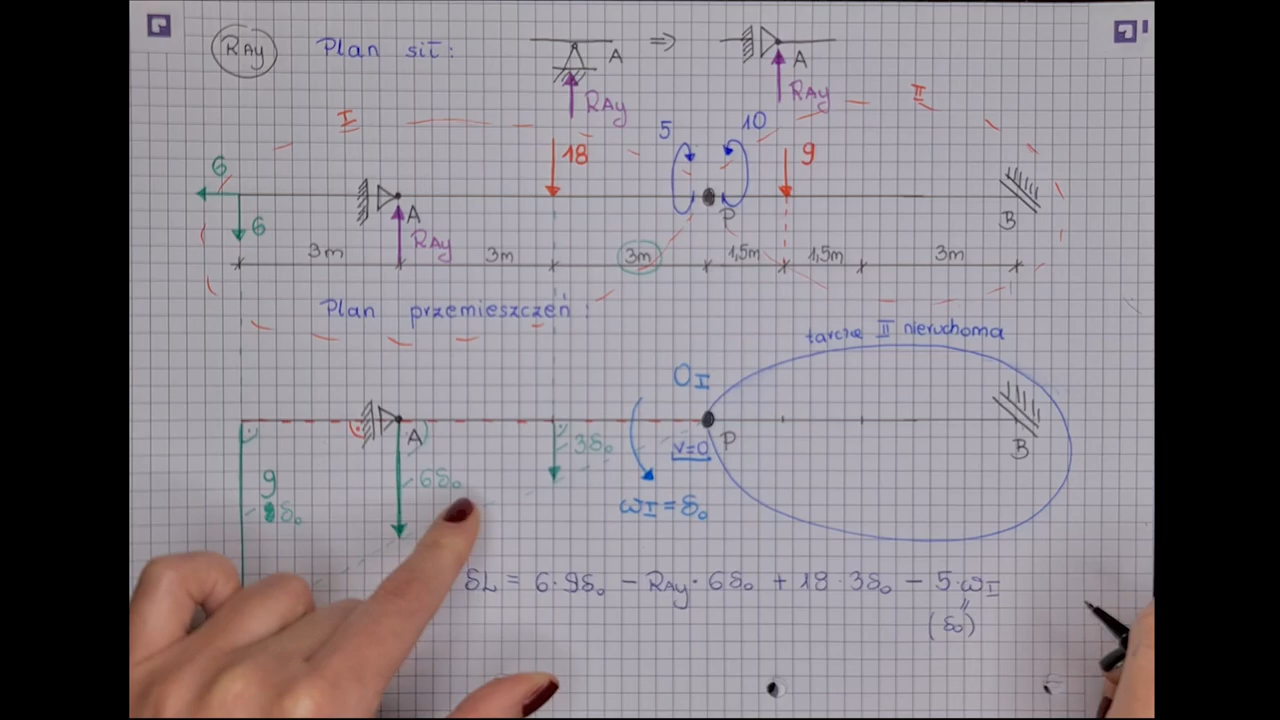 RAy Plan sił: A ⇒ A
RAy RAy
I II
5 10
6 18 9
6 A RAy P B
3m 3m 3m 1,5m 1,5m 3m
Plan przemieszczeń:
tarcza II nieruchoma
OI
A 3δ₀ V=0 P B
9 δ₀ 6δ₀ ωI = δ₀
δL = 6·9δ₀ - RAy·6δ₀ + 18·3δ₀ - 5·ωI
(δ₀)